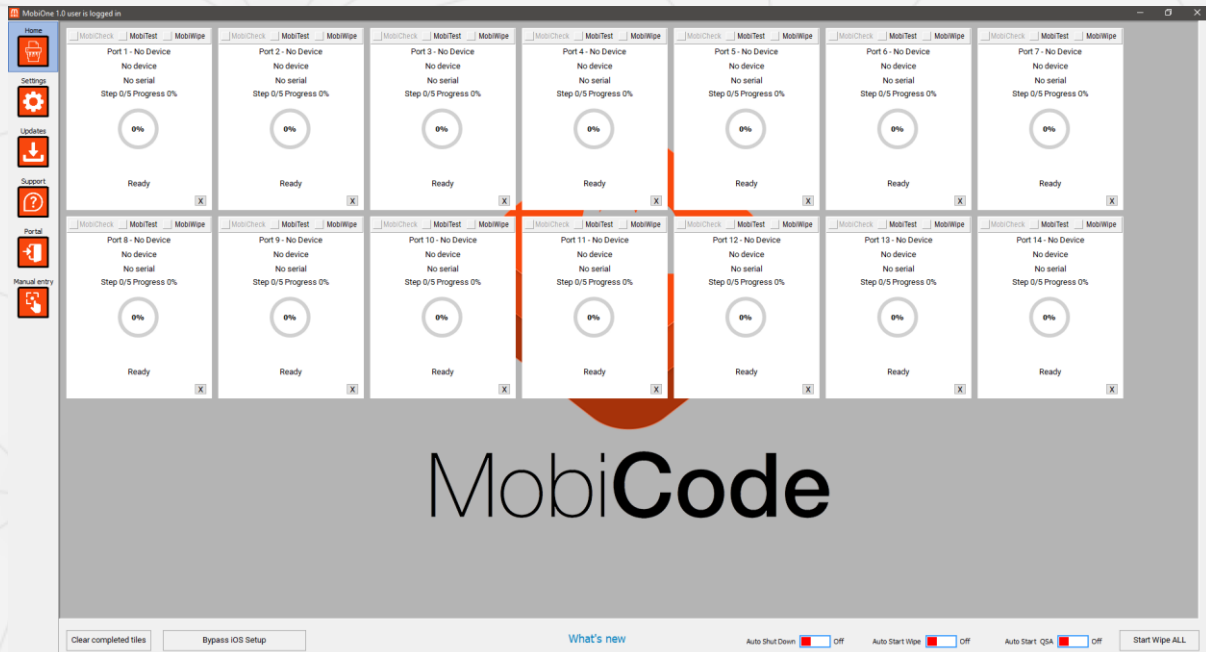 MobiOne 1.0 user is logged in
Home
Settings
Updates
Support
Portal
Manual entry
MobiCheck MobiTest MobiWipe MobiCheck MobiTest MobiWipe MobiCheck MobiTest MobiWipe MobiCheck MobiTest MobiWipe MobiCheck MobiTest MobiWipe MobiCheck MobiTest MobiWipe MobiCheck MobiTest MobiWipe
Port 1 - No Device Port 2 - No Device Port 3 - No Device Port 4 - No Device Port 5 - No Device Port 6 - No Device Port 7 - No Device
No device No device No device No device No device No device No device
No serial No serial No serial No serial No serial No serial No serial
Step 0/5 Progress 0% Step 0/5 Progress 0% Step 0/5 Progress 0% Step 0/5 Progress 0% Step 0/5 Progress 0% Step 0/5 Progress 0% Step 0/5 Progress 0%
0% 0% 0% 0% 0% 0% 0%
Ready Ready Ready Ready Ready Ready Ready
X X X X X X X
MobiCheck MobiTest MobiWipe MobiCheck MobiTest MobiWipe MobiCheck MobiTest MobiWipe MobiCheck MobiTest MobiWipe MobiCheck MobiTest MobiWipe MobiCheck MobiTest MobiWipe MobiCheck MobiTest MobiWipe
Port 8 - No Device Port 9 - No Device Port 10 - No Device Port 11 - No Device Port 12 - No Device Port 13 - No Device Port 14 - No Device
No device No device No device No device No device No device No device
No serial No serial No serial No serial No serial No serial No serial
Step 0/5 Progress 0% Step 0/5 Progress 0% Step 0/5 Progress 0% Step 0/5 Progress 0% Step 0/5 Progress 0% Step 0/5 Progress 0% Step 0/5 Progress 0%
0% 0% 0% 0% 0% 0% 0%
Ready Ready Ready Ready Ready Ready Ready
X X X X X X X
MobiCode
Clear completed tiles Bypass iOS Setup What's new Auto Shut Down Off Auto Start Wipe Off Auto Start QSA Off Start Wipe ALL